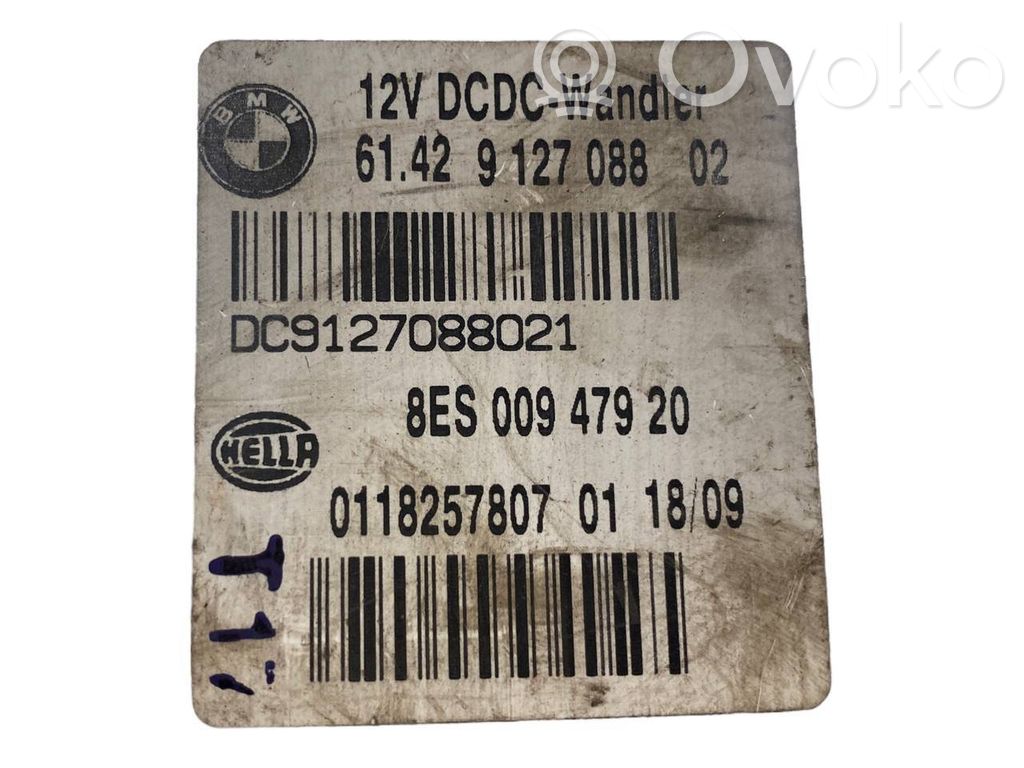 Ovoko
BMW
12V DCDC-Wandler
61.42 9 127 088 02
DC9127088021
8ES 009 479 20
HELLA
0118257807 01 18/09